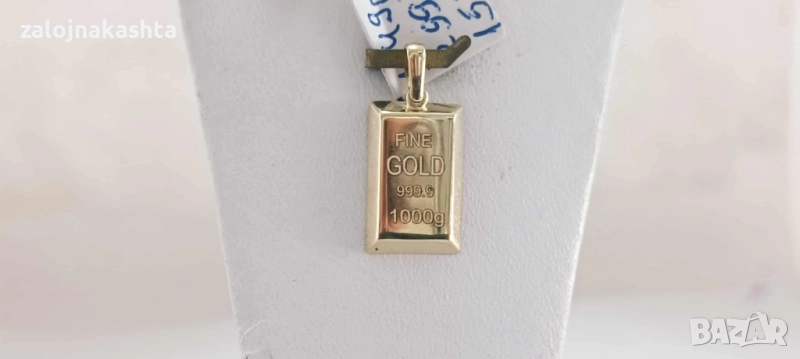 zalojnakashta
FINE
GOLD
999.9
1000g
BAZAR